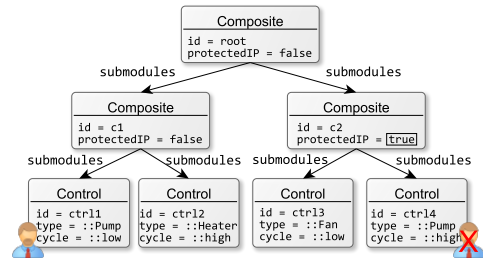 Composite
id = root
protectedIP = false
submodules submodules
Composite Composite
id = c1 id = c2
protectedIP = false protectedIP = true
submodules submodules submodules submodules
Control Control Control Control
id = ctrl1 id = ctrl2 id = ctrl3 id = ctrl4
type = ::Pump type = ::Heater type = ::Fan type = ::Pump
cycle = ::low cycle = ::high cycle = ::low cycle = ::high